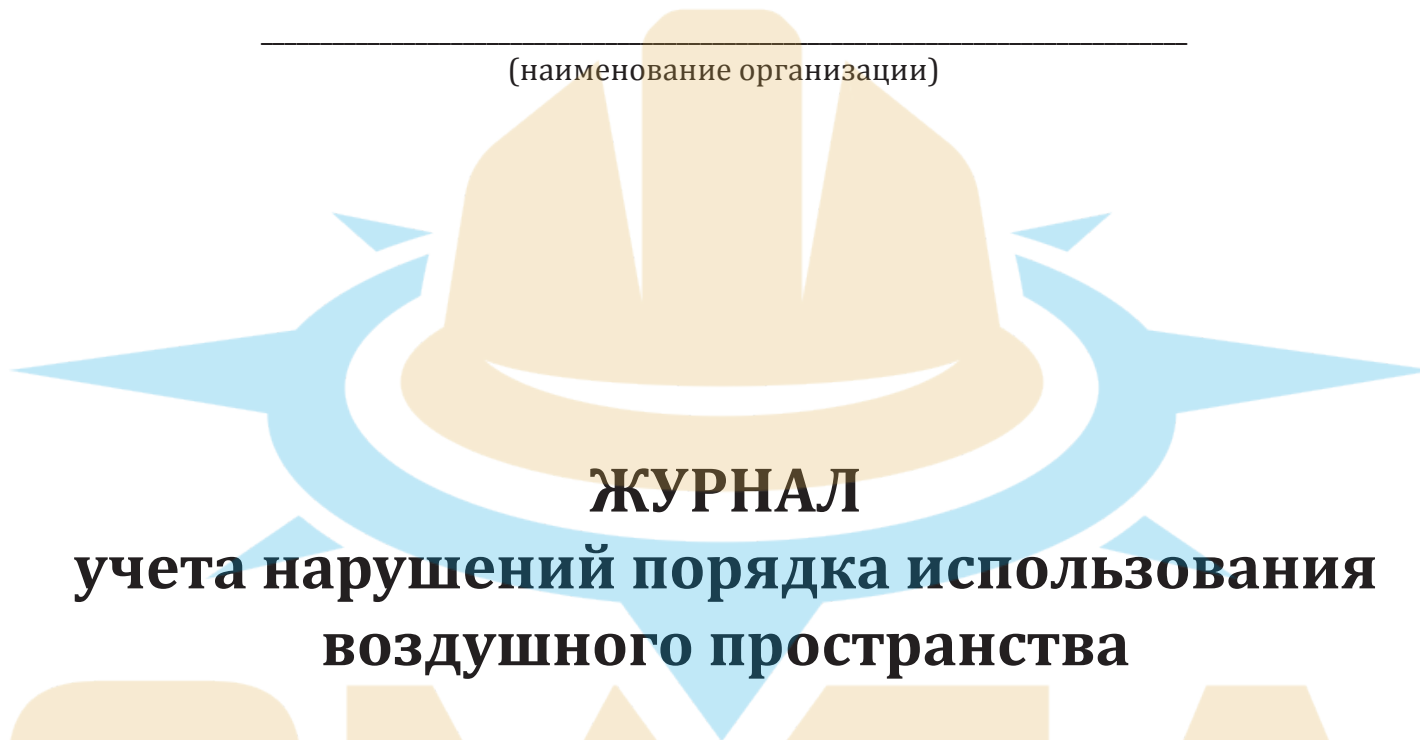 (наименование организации)
ЖУРНАЛ
учета нарушений порядка использования
воздушного пространства